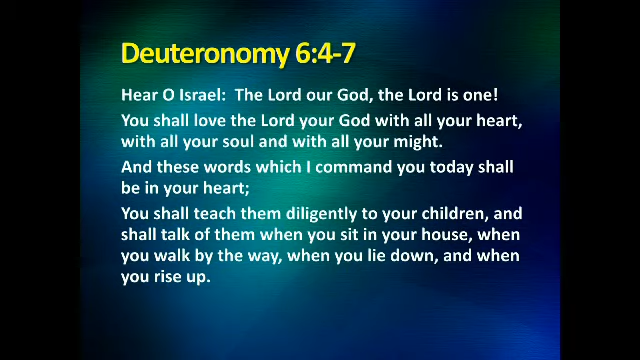 Deuteronomy 6:4-7
Hear O Israel:  The Lord our God, the Lord is one!
You shall love the Lord your God with all your heart,
with all your soul and with all your might.
And these words which I command you today shall
be in your heart;
You shall teach them diligently to your children, and
shall talk of them when you sit in your house, when
you walk by the way, when you lie down, and when
you rise up.